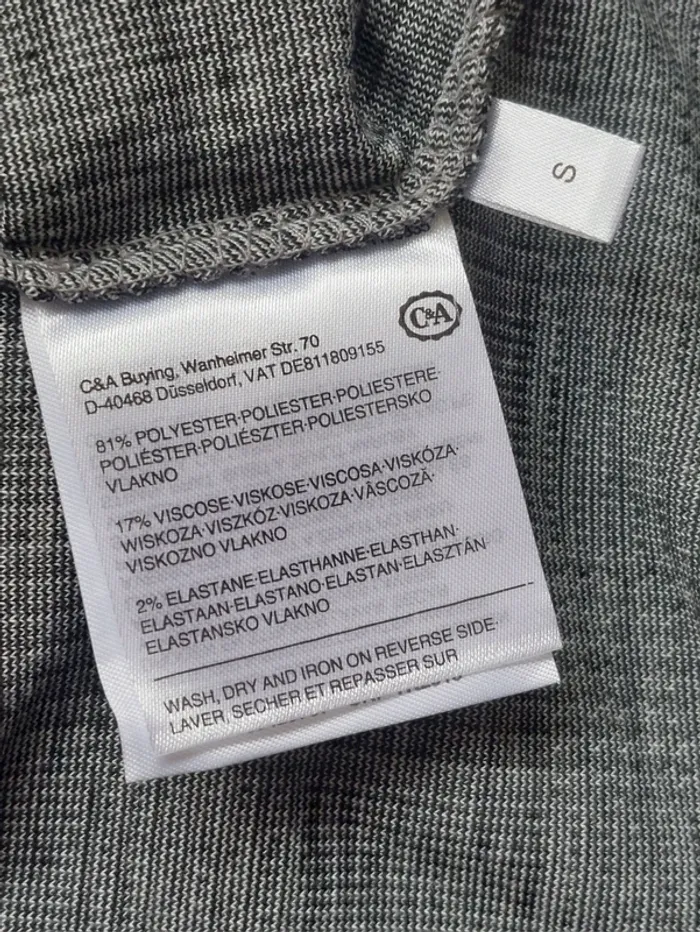 S
C&A
C&A Buying, Wanheimer Str. 70
D-40468 Düsseldorf, VAT DE811809155
81% POLYESTER·POLIESTER·POLIESTERE·
POLIÉSTER·POLIÉSZTER·POLIESTERSKO
VLAKNO
17% VISCOSE·VISKOSE·VISCOSA·VISKÓZA·
WISKOZA·VISZKÓZ·VISKOZA·VÂSCOZĂ·
VISKOZNO VLAKNO
2% ELASTANE·ELASTHANNE·ELASTHAN·
ELASTAAN·ELASTANO·ELASTAN·ELASZTÁN·
ELASTANSKO VLAKNO
WASH, DRY AND IRON ON REVERSE SIDE·
LAVER, SECHER ET REPASSER SUR